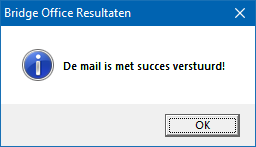 Bridge Office Resultaten
De mail is met succes verstuurd!
OK